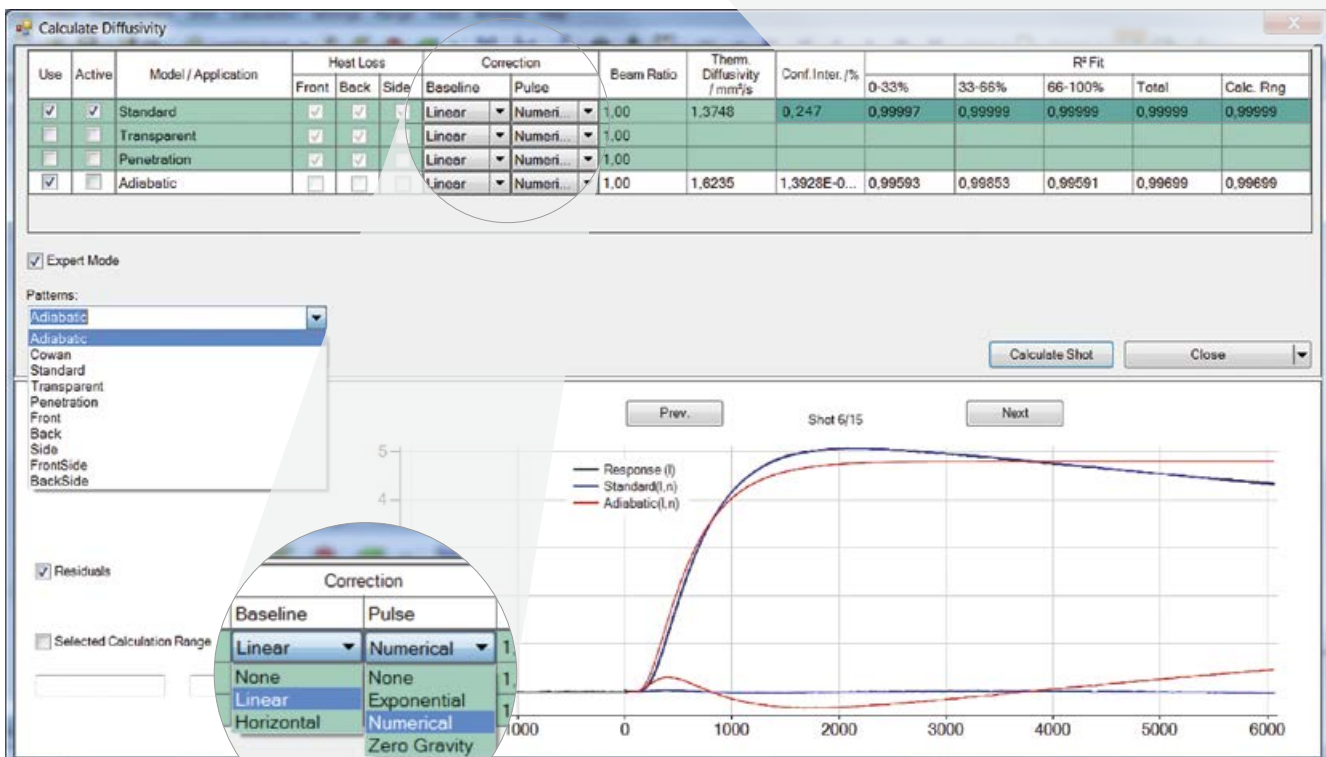 Calculate Diffusivity
Use Active Model / Application Heat Loss Correction Beam Ratio Therm. Diffusivity / mm²/s Conf.Inter. /% R² Fit
Front Back Side Baseline Pulse 0-33% 33-66% 66-100% Total Calc. Rng
Standard Linear Numeri... 1,00 1,3748 0,247 0,99997 0,99999 0,99999 0,99999 0,99999
Transparent Linear Numeri... 1,00
Penetration Linear Numeri... 1,00
Adiabatic Linear Numeri... 1,00 1,6235 1,3928E-0... 0,99593 0,99853 0,99591 0,99699 0,99699
Expert Mode
Patterns:
Adiabatic
Adiabatic
Cowan
Standard
Transparent
Penetration
Front
Back
Side
FrontSide
BackSide
Calculate Shot Close
Prev. Shot 6/15 Next
5
4
Response (l)
Standard(l,n)
Adiabatic(l,n)
Residuals
Selected Calculation Range
Correction
Baseline Pulse
Linear Numerical 1,
None None 1,
Linear Exponential
Horizontal Numerical
Zero Gravity
1000 0 1000 2000 3000 4000 5000 6000